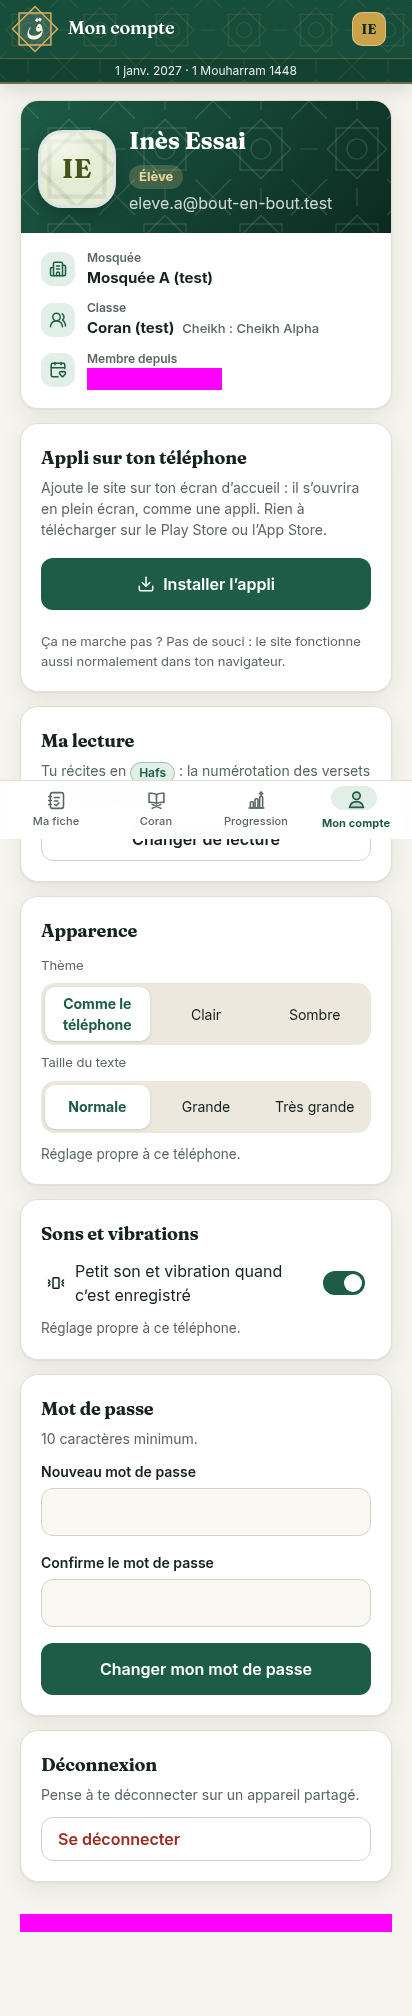 ق Mon compte IE
1 janv. 2027 · 1 Mouharram 1448
IE
Inès Essai
Élève
eleve.a@bout-en-bout.test
Mosquée
Mosquée A (test)
Classe
Coran (test) Cheikh : Cheikh Alpha
Membre depuis
Appli sur ton téléphone
Ajoute le site sur ton écran d’accueil : il s’ouvrira
en plein écran, comme une appli. Rien à
télécharger sur le Play Store ou l’App Store.
Installer l’appli
Ça ne marche pas ? Pas de souci : le site fonctionne
aussi normalement dans ton navigateur.
Ma lecture
Tu récites en Hafs : la numérotation des versets
Ma fiche
Coran
Progression
Mon compte
Changer de lecture
Apparence
Thème
Comme le
téléphone
Clair
Sombre
Taille du texte
Normale
Grande
Très grande
Réglage propre à ce téléphone.
Sons et vibrations
Petit son et vibration quand
c’est enregistré
Réglage propre à ce téléphone.
Mot de passe
10 caractères minimum.
Nouveau mot de passe
Confirme le mot de passe
Changer mon mot de passe
Déconnexion
Pense à te déconnecter sur un appareil partagé.
Se déconnecter